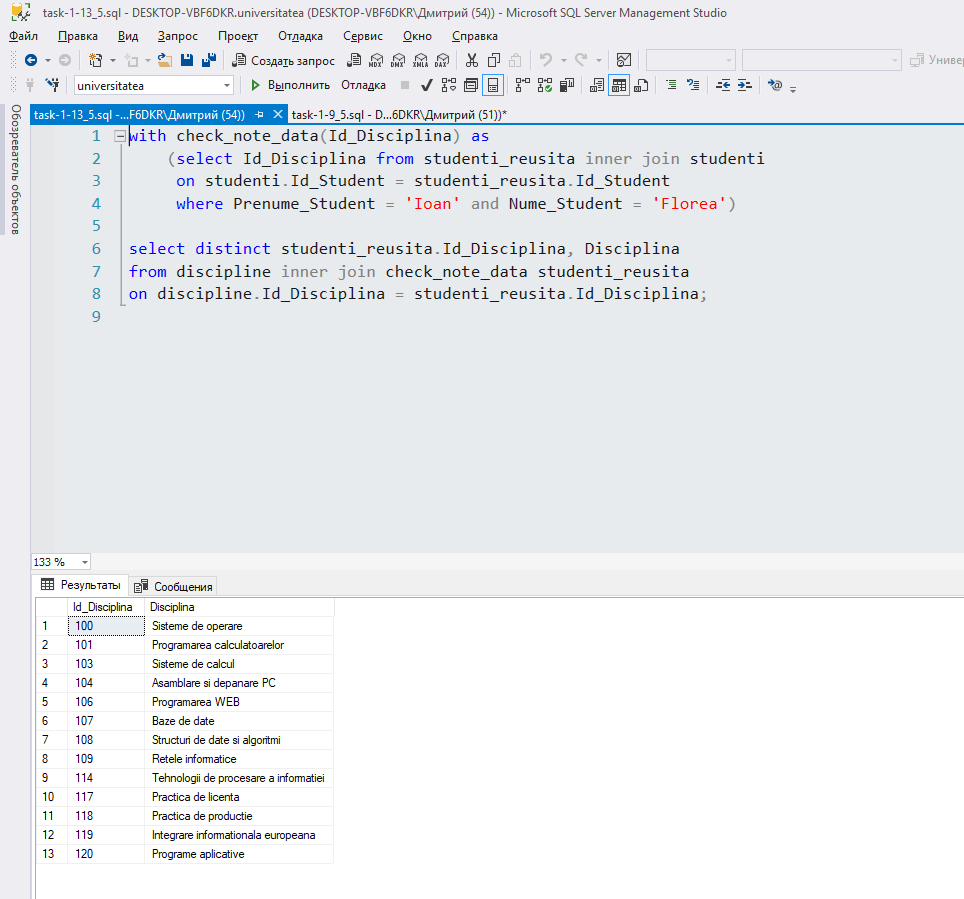 task-1-13_5.sql - DESKTOP-VBF6DKR.universitatea (DESKTOP-VBF6DKR\Дмитрий (54)) - Microsoft SQL Server Management Studio
Файл Правка Вид Запрос Проект Отладка Сервис Окно Справка
Создать запрос MDX DMX XMLA DAX Универ
universitatea Выполнить Отладка
Обозреватель объектов
task-1-13_5.sql -...F6DKR\Дмитрий (54)) task-1-9_5.sql - D...6DKR\Дмитрий (51))*
1 with check_note_data(Id_Disciplina) as
2 (select Id_Disciplina from studenti_reusita inner join studenti
3 on studenti.Id_Student = studenti_reusita.Id_Student
4 where Prenume_Student = 'Ioan' and Nume_Student = 'Florea')
5
6 select distinct studenti_reusita.Id_Disciplina, Disciplina
7 from discipline inner join check_note_data studenti_reusita
8 on discipline.Id_Disciplina = studenti_reusita.Id_Disciplina;
9
133 %
Результаты Сообщения
Id_Disciplina Disciplina
1 100 Sisteme de operare
2 101 Programarea calculatoarelor
3 103 Sisteme de calcul
4 104 Asamblare si depanare PC
5 106 Programarea WEB
6 107 Baze de date
7 108 Structuri de date si algoritmi
8 109 Retele informatice
9 114 Tehnologii de procesare a informatiei
10 117 Practica de licenta
11 118 Practica de productie
12 119 Integrare informationala europeana
13 120 Programe aplicative